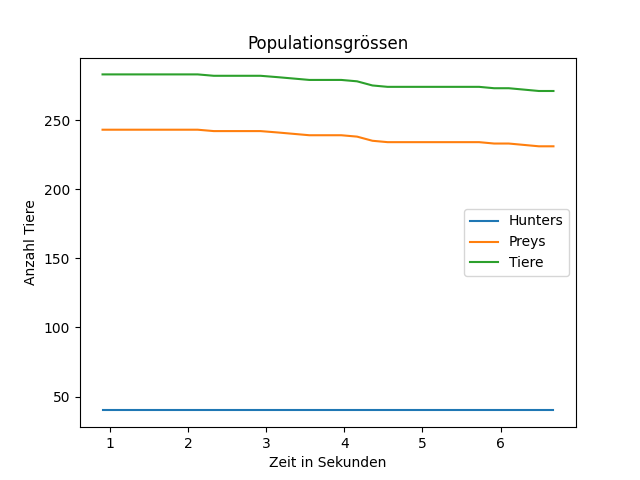 Populationsgrössen
Anzahl Tiere
250
200
150
100
50
Hunters
Preys
Tiere
1 2 3 4 5 6
Zeit in Sekunden